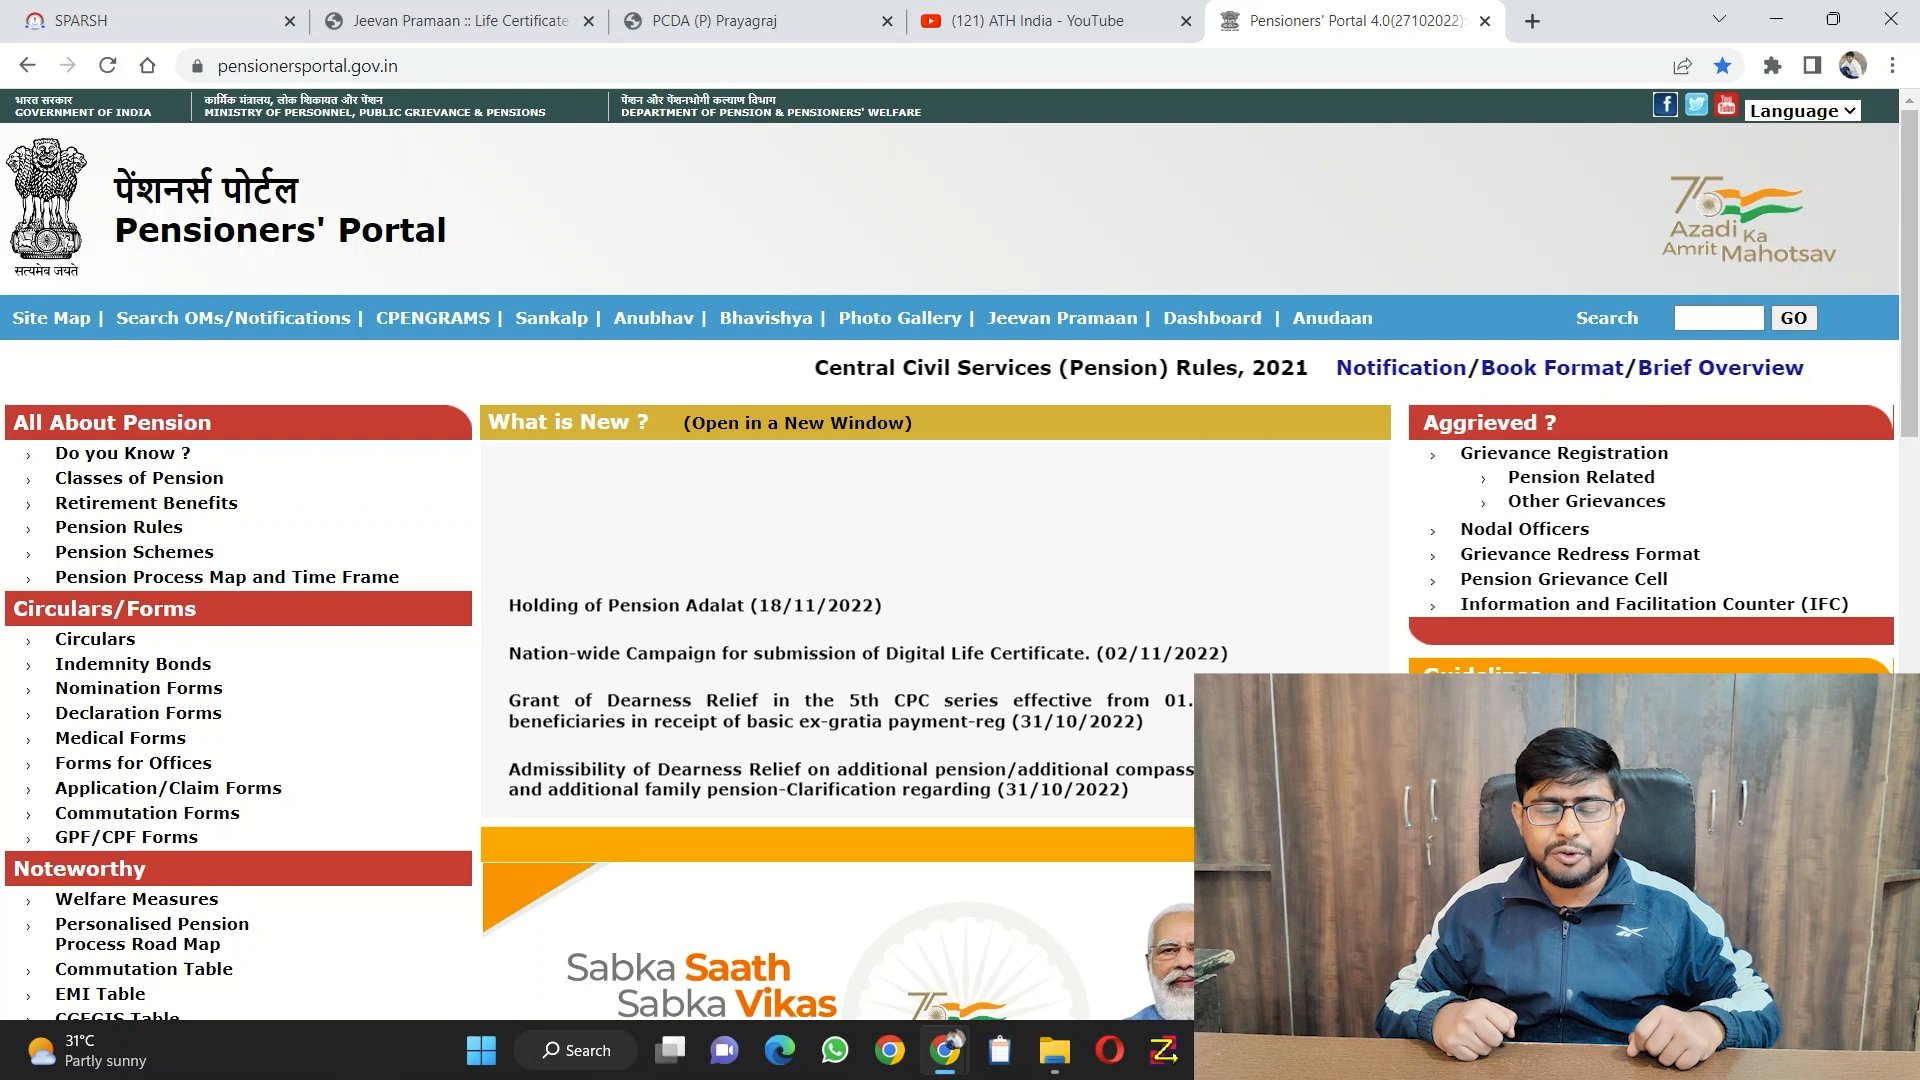 SPARSH
Jeevan Pramaan :: Life Certificate
PCDA (P) Prayagraj
(121) ATH India - YouTube
Pensioners' Portal 4.0(27102022):
pensionersportal.gov.in
भारत सरकार
GOVERNMENT OF INDIA
कार्मिक मंत्रालय, लोक शिकायत और पेंशन
MINISTRY OF PERSONNEL, PUBLIC GRIEVANCE & PENSIONS
पेंशन और पेंशनभोगी कल्याण विभाग
DEPARTMENT OF PENSION & PENSIONERS' WELFARE
Language
सत्यमेव जयते
पेंशनर्स पोर्टल
Pensioners' Portal
75
Azadi Ka
Amrit Mahotsav
Site Map | Search OMs/Notifications | CPENGRAMS | Sankalp | Anubhav | Bhavishya | Photo Gallery | Jeevan Pramaan | Dashboard | Anudaan
Search
GO
Central Civil Services (Pension) Rules, 2021 Notification/Book Format/Brief Overview
All About Pension
Do you Know ?
Classes of Pension
Retirement Benefits
Pension Rules
Pension Schemes
Pension Process Map and Time Frame
Circulars/Forms
Circulars
Indemnity Bonds
Nomination Forms
Declaration Forms
Medical Forms
Forms for Offices
Application/Claim Forms
Commutation Forms
GPF/CPF Forms
Noteworthy
Welfare Measures
Personalised Pension
Process Road Map
Commutation Table
EMI Table
CGEGIS Table
What is New ? (Open in a New Window)
Holding of Pension Adalat (18/11/2022)
Nation-wide Campaign for submission of Digital Life Certificate. (02/11/2022)
Grant of Dearness Relief in the 5th CPC series effective from 01.
beneficiaries in receipt of basic ex-gratia payment-reg (31/10/2022)
Admissibility of Dearness Relief on additional pension/additional compass
and additional family pension-Clarification regarding (31/10/2022)
Sabka Saath
Sabka Vikas
75
Aggrieved ?
Grievance Registration
Pension Related
Other Grievances
Nodal Officers
Grievance Redress Format
Pension Grievance Cell
Information and Facilitation Counter (IFC)
Guidelines
31°C
Partly sunny
Search